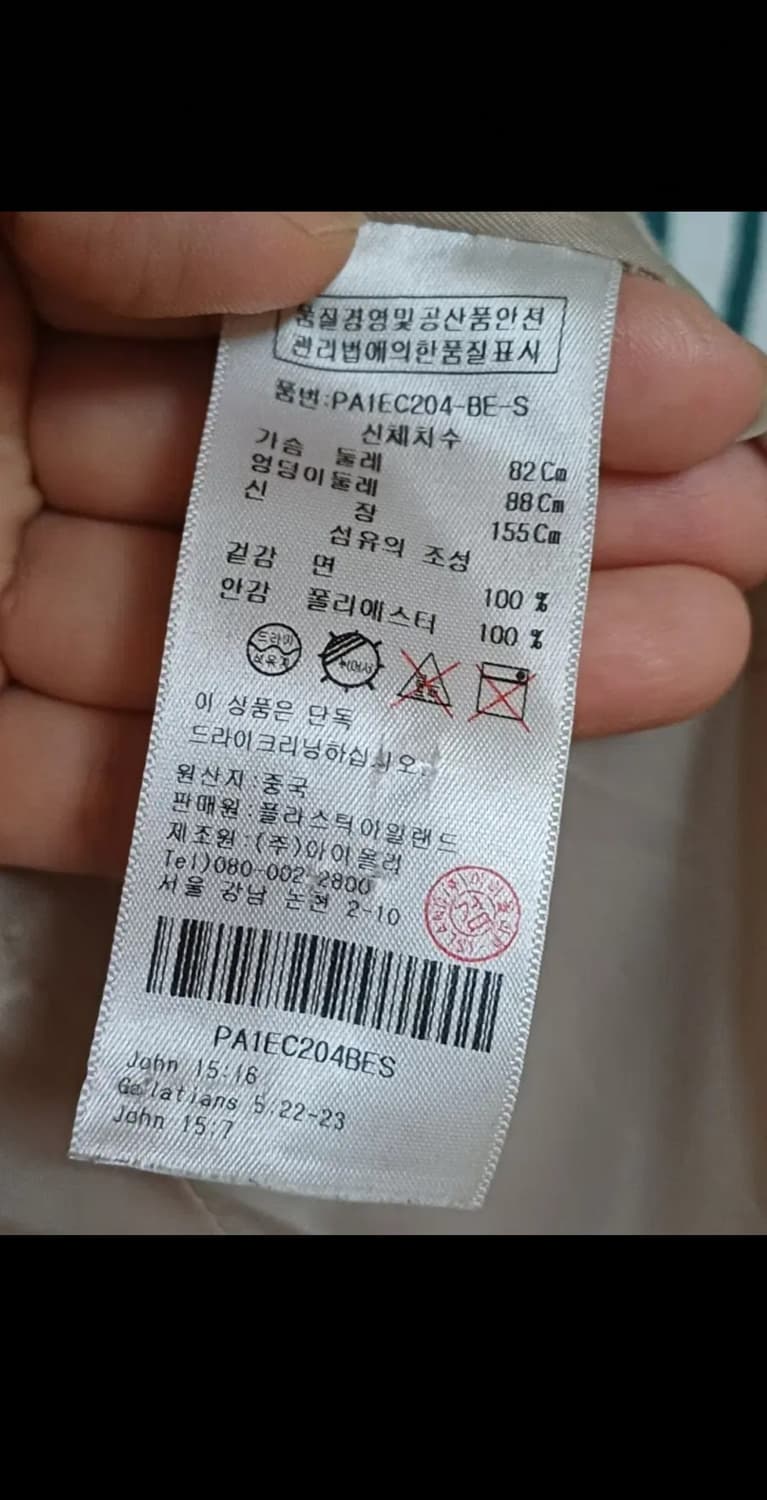 품질경영및공산품안전
관리법에의한품질표시
품번:PA1EC204-BE-S
신체치수
가슴 둘레 82Cm
엉덩이둘레 88Cm
신 장 155Cm
섬유의 조성
겉감 면 100 %
안감 폴리에스터 100 %
드라이
이 상품은 단독
드라이크리닝하십시오.
원산지:중국
판매원:플라스틱아일랜드
제조원:(주)아이올리
Tel)080-002-2800
서울 강남 논현 2-10
PA1EC204BES
John 15:16
Galatians 5:22-23
John 15:7